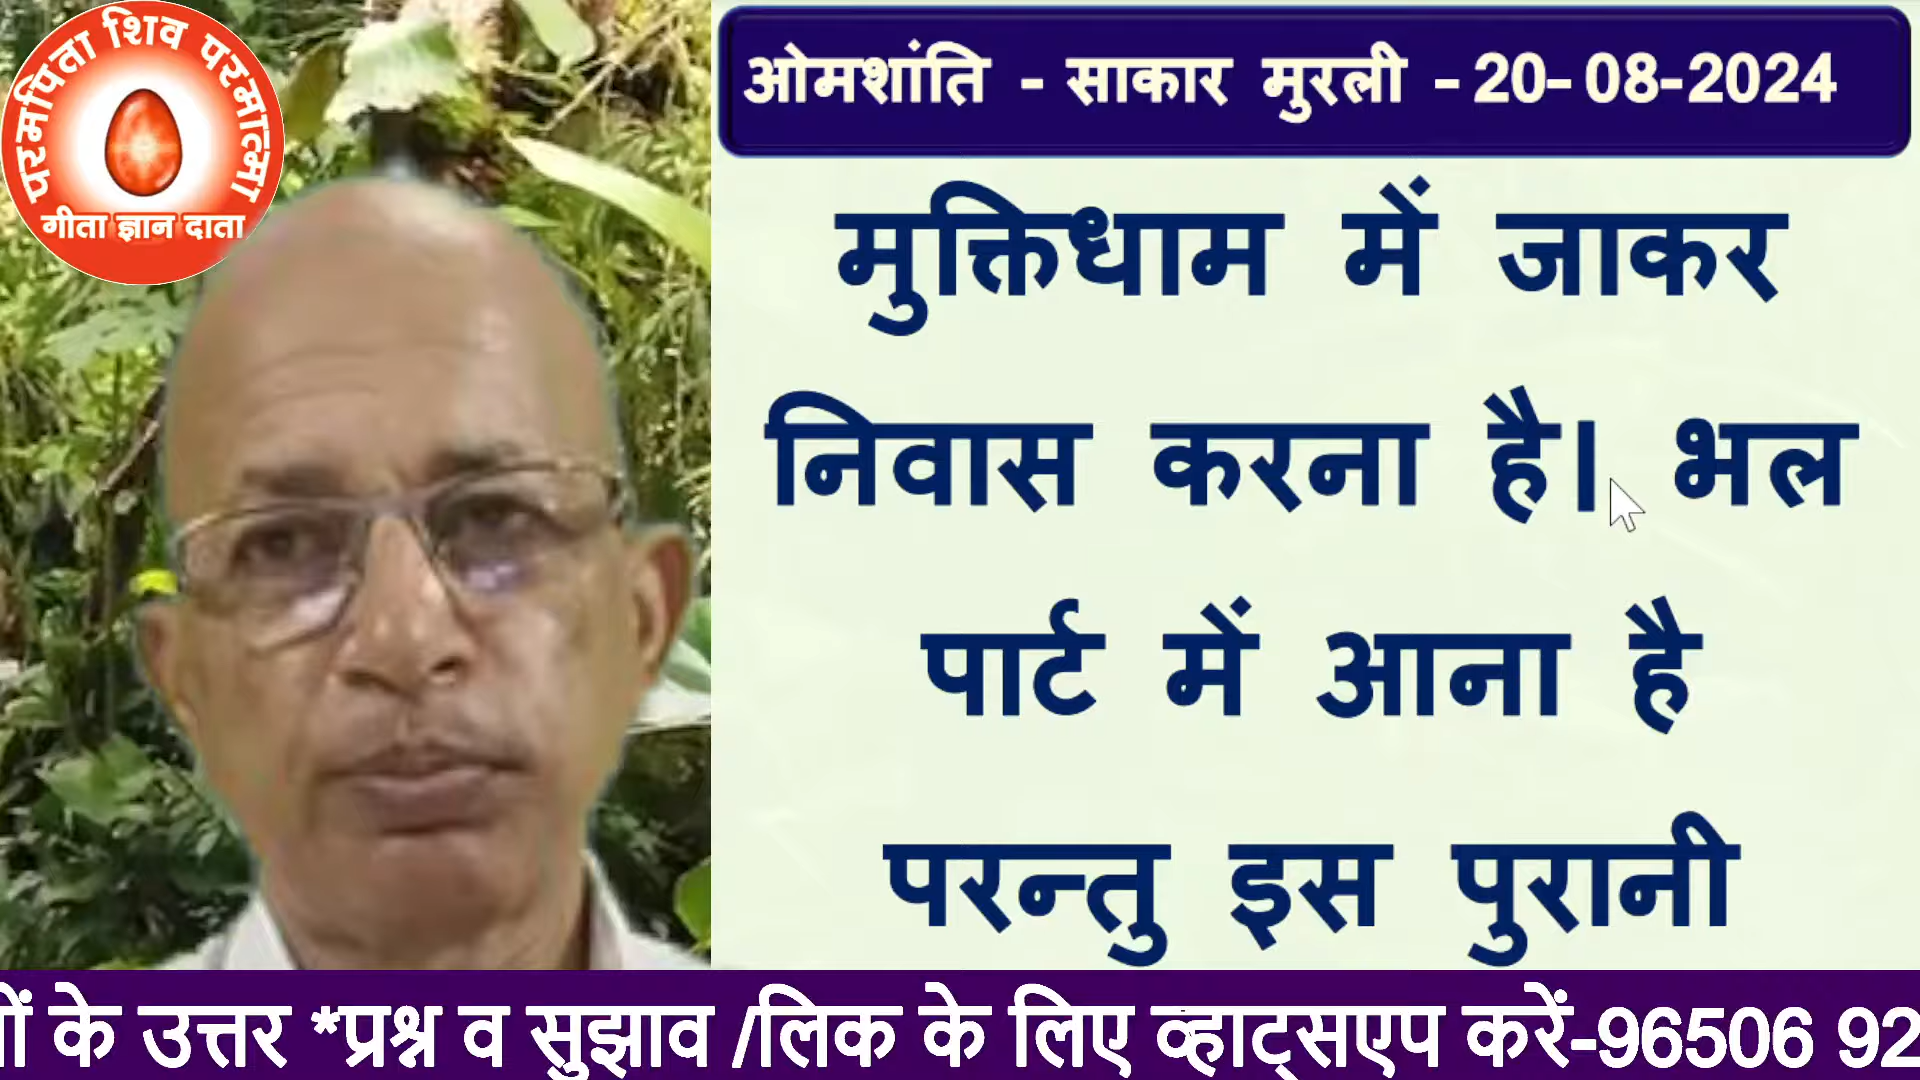 परमपिता शिव परमात्मा
गीता ज्ञान दाता
ओमशांति - साकार मुरली - 20- 08-2024
मुक्तिधाम में जाकर
निवास करना है। भल
पार्ट में आना है
परन्तु इस पुरानी
के उत्तर *प्रश्न व सुझाव /लिक के लिए व्हाट्सएप करें-96506 92